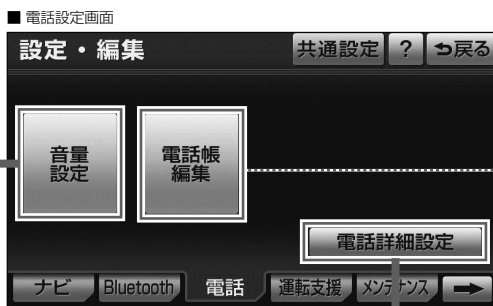 ■ 電話設定画面
設定・編集 共通設定 ? 戻る
音量
設定
電話帳
編集
電話詳細設定
ナビ Bluetooth 電話 運転支援 メンテナンス